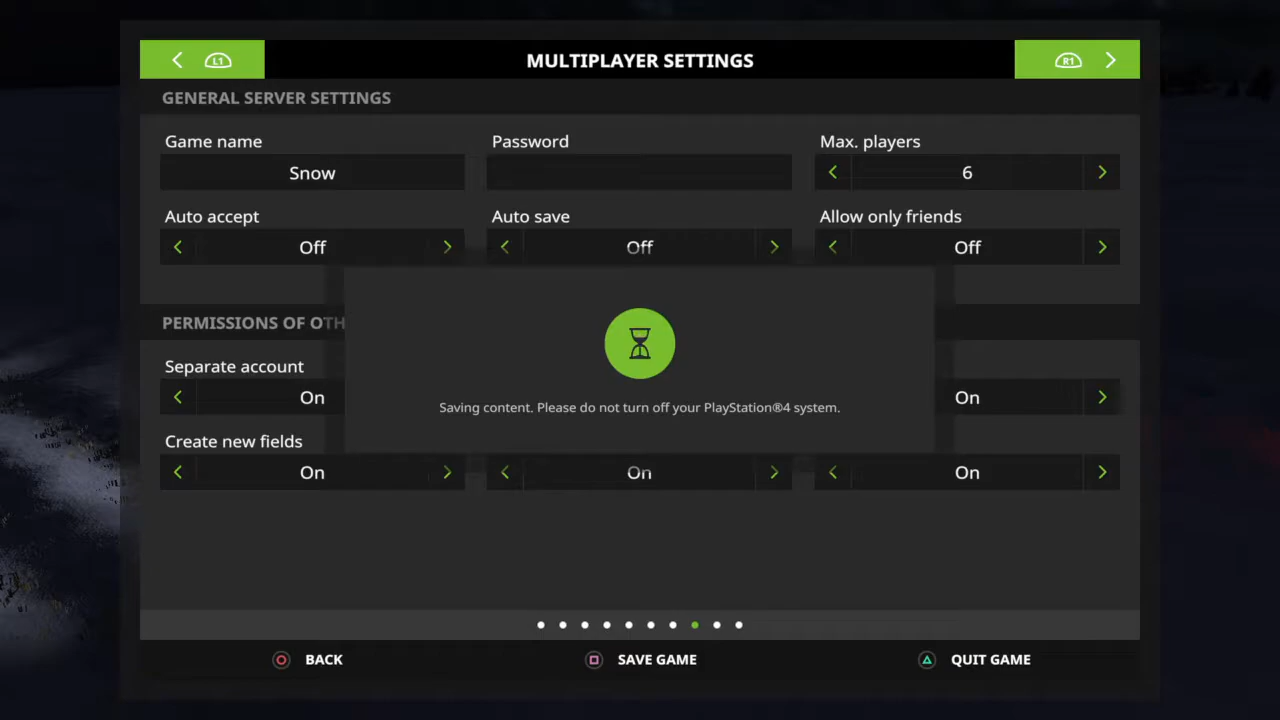 L1 MULTIPLAYER SETTINGS R1
GENERAL SERVER SETTINGS
Game name Password Max. players
Snow 6
Auto accept Auto save Allow only friends
Off Off Off
PERMISSIONS OF OTH
Separate account
On On
Create new fields
On On On
Saving content. Please do not turn off your PlayStation®4 system.
BACK SAVE GAME QUIT GAME